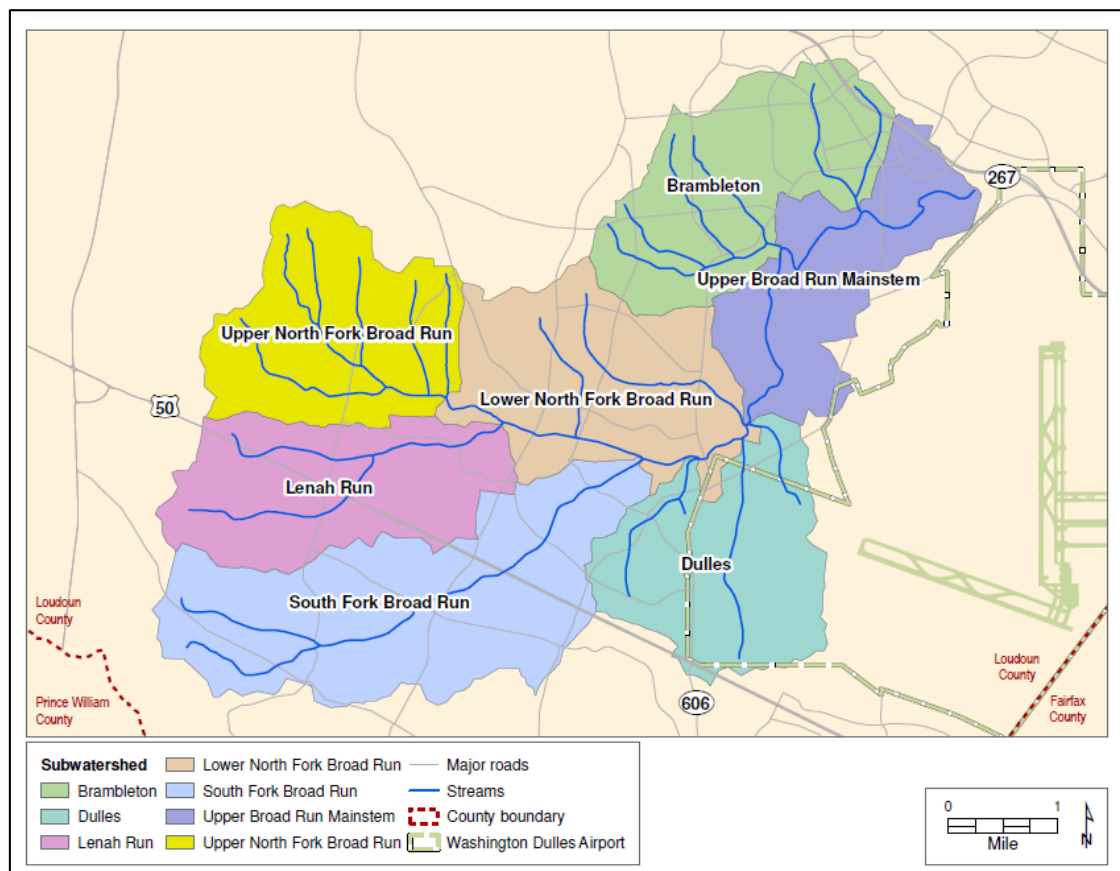 267
Brambleton
Upper Broad Run Mainstem
Upper North Fork Broad Run
Lower North Fork Broad Run
50
Lenah Run
Dulles
South Fork Broad Run
Loudoun
County
Prince William
County
Loudoun
County
Fairfax
County
606
Subwatershed
Brambleton
Dulles
Lenah Run
Lower North Fork Broad Run
South Fork Broad Run
Upper Broad Run Mainstem
Upper North Fork Broad Run
Major roads
Streams
County boundary
Washington Dulles Airport
0 1
Mile
N